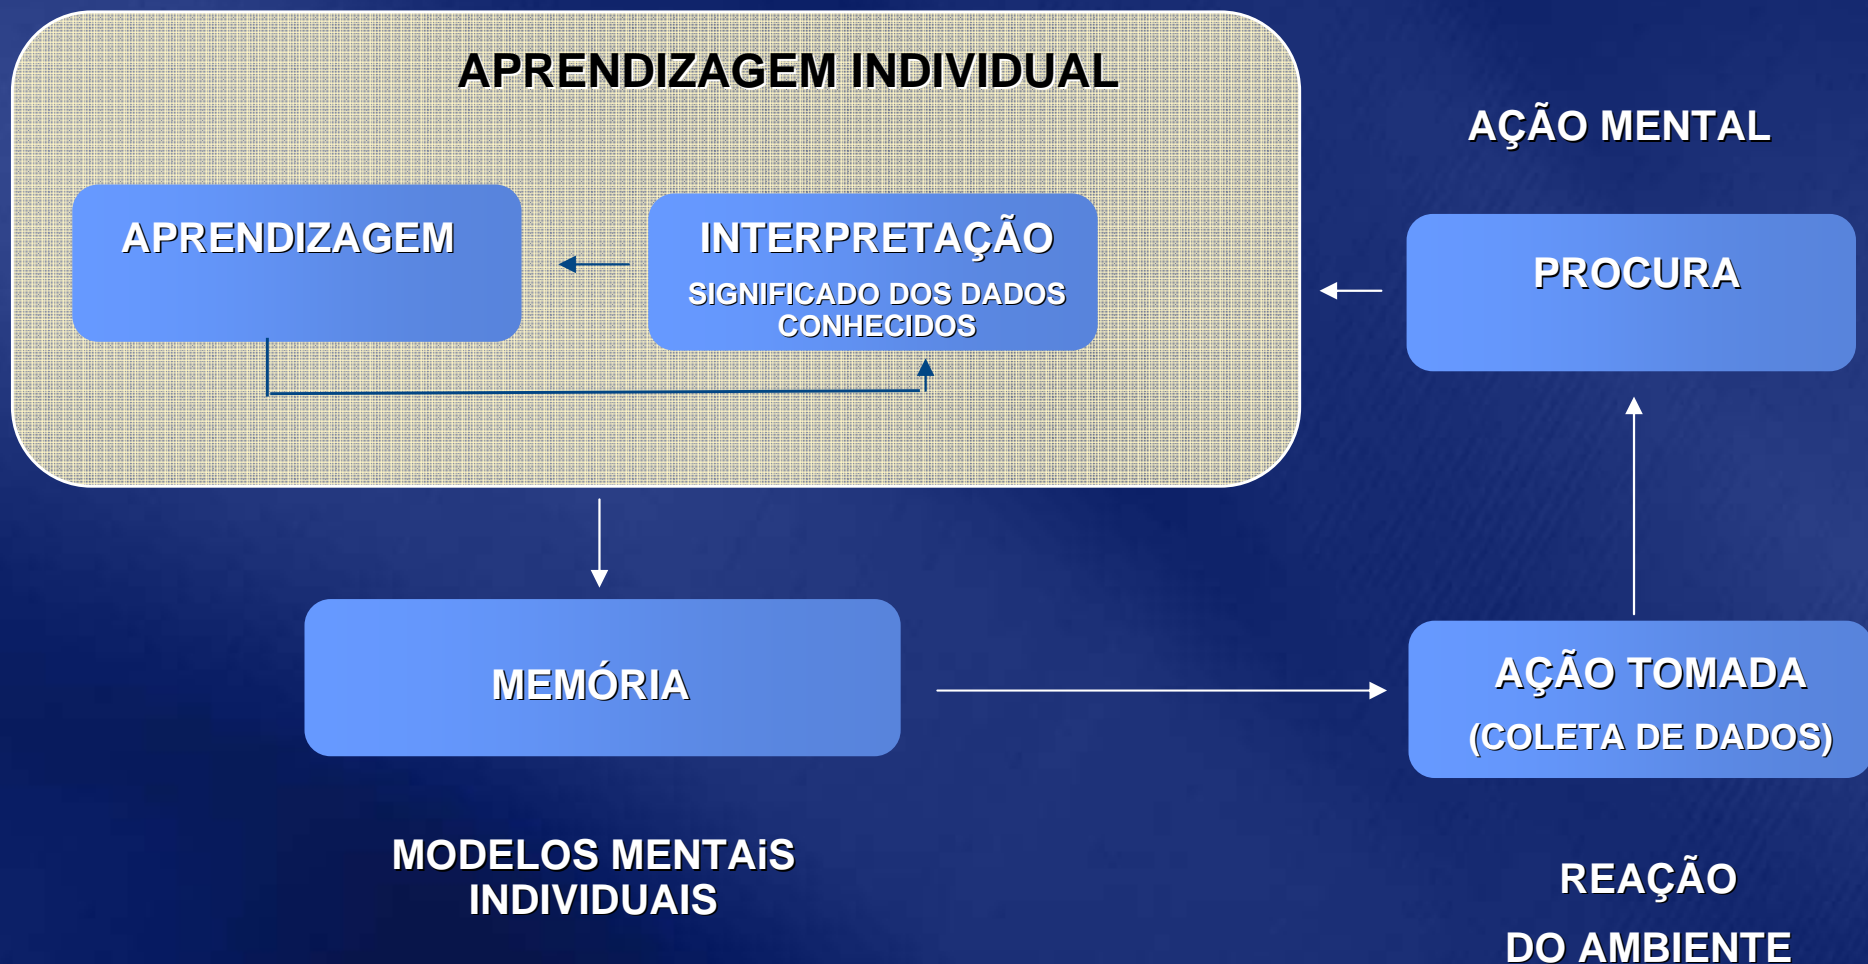 APRENDIZAGEM INDIVIDUAL
AÇÃO MENTAL
APRENDIZAGEM
INTERPRETAÇÃO
SIGNIFICADO DOS DADOS
CONHECIDOS
PROCURA
MEMÓRIA
AÇÃO TOMADA
(COLETA DE DADOS)
MODELOS MENTAiS
INDIVIDUAIS
REAÇÃO
DO AMBIENTE